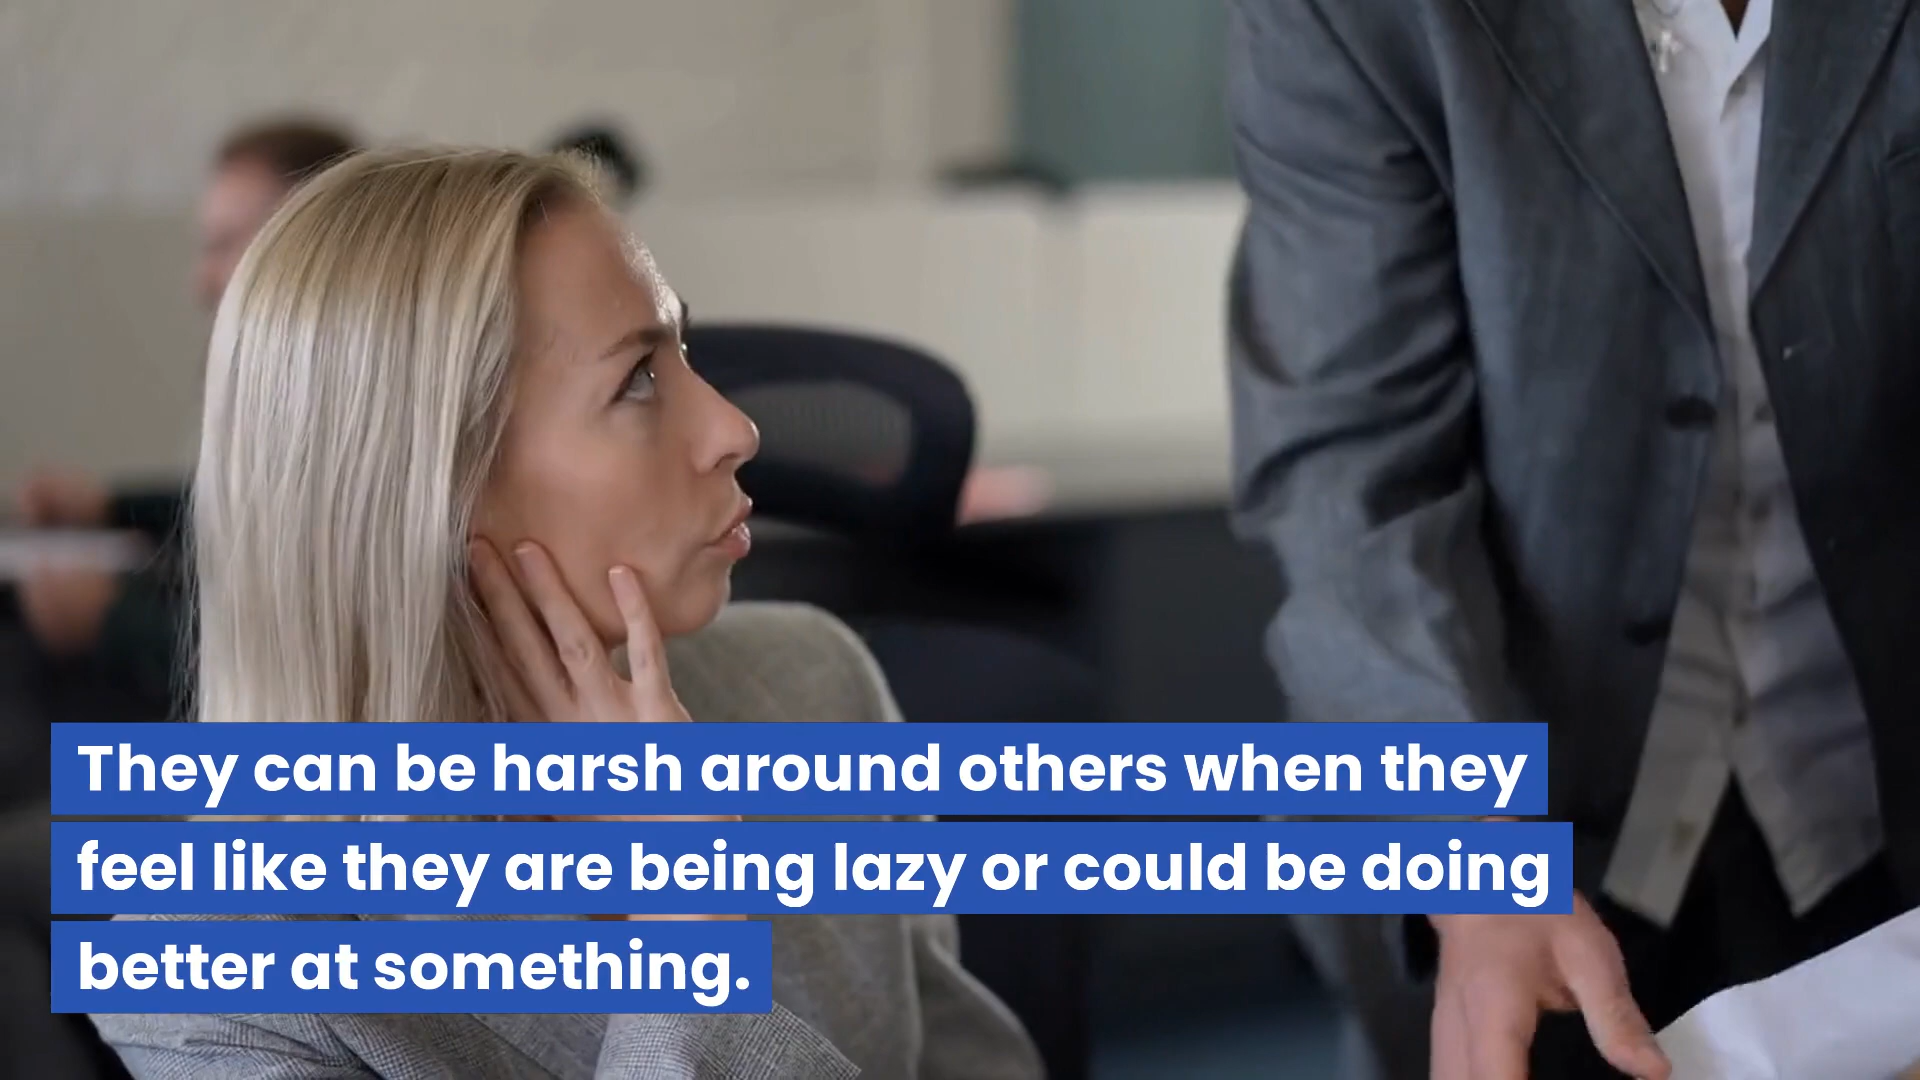 They can be harsh around others when they
feel like they are being lazy or could be doing
better at something.